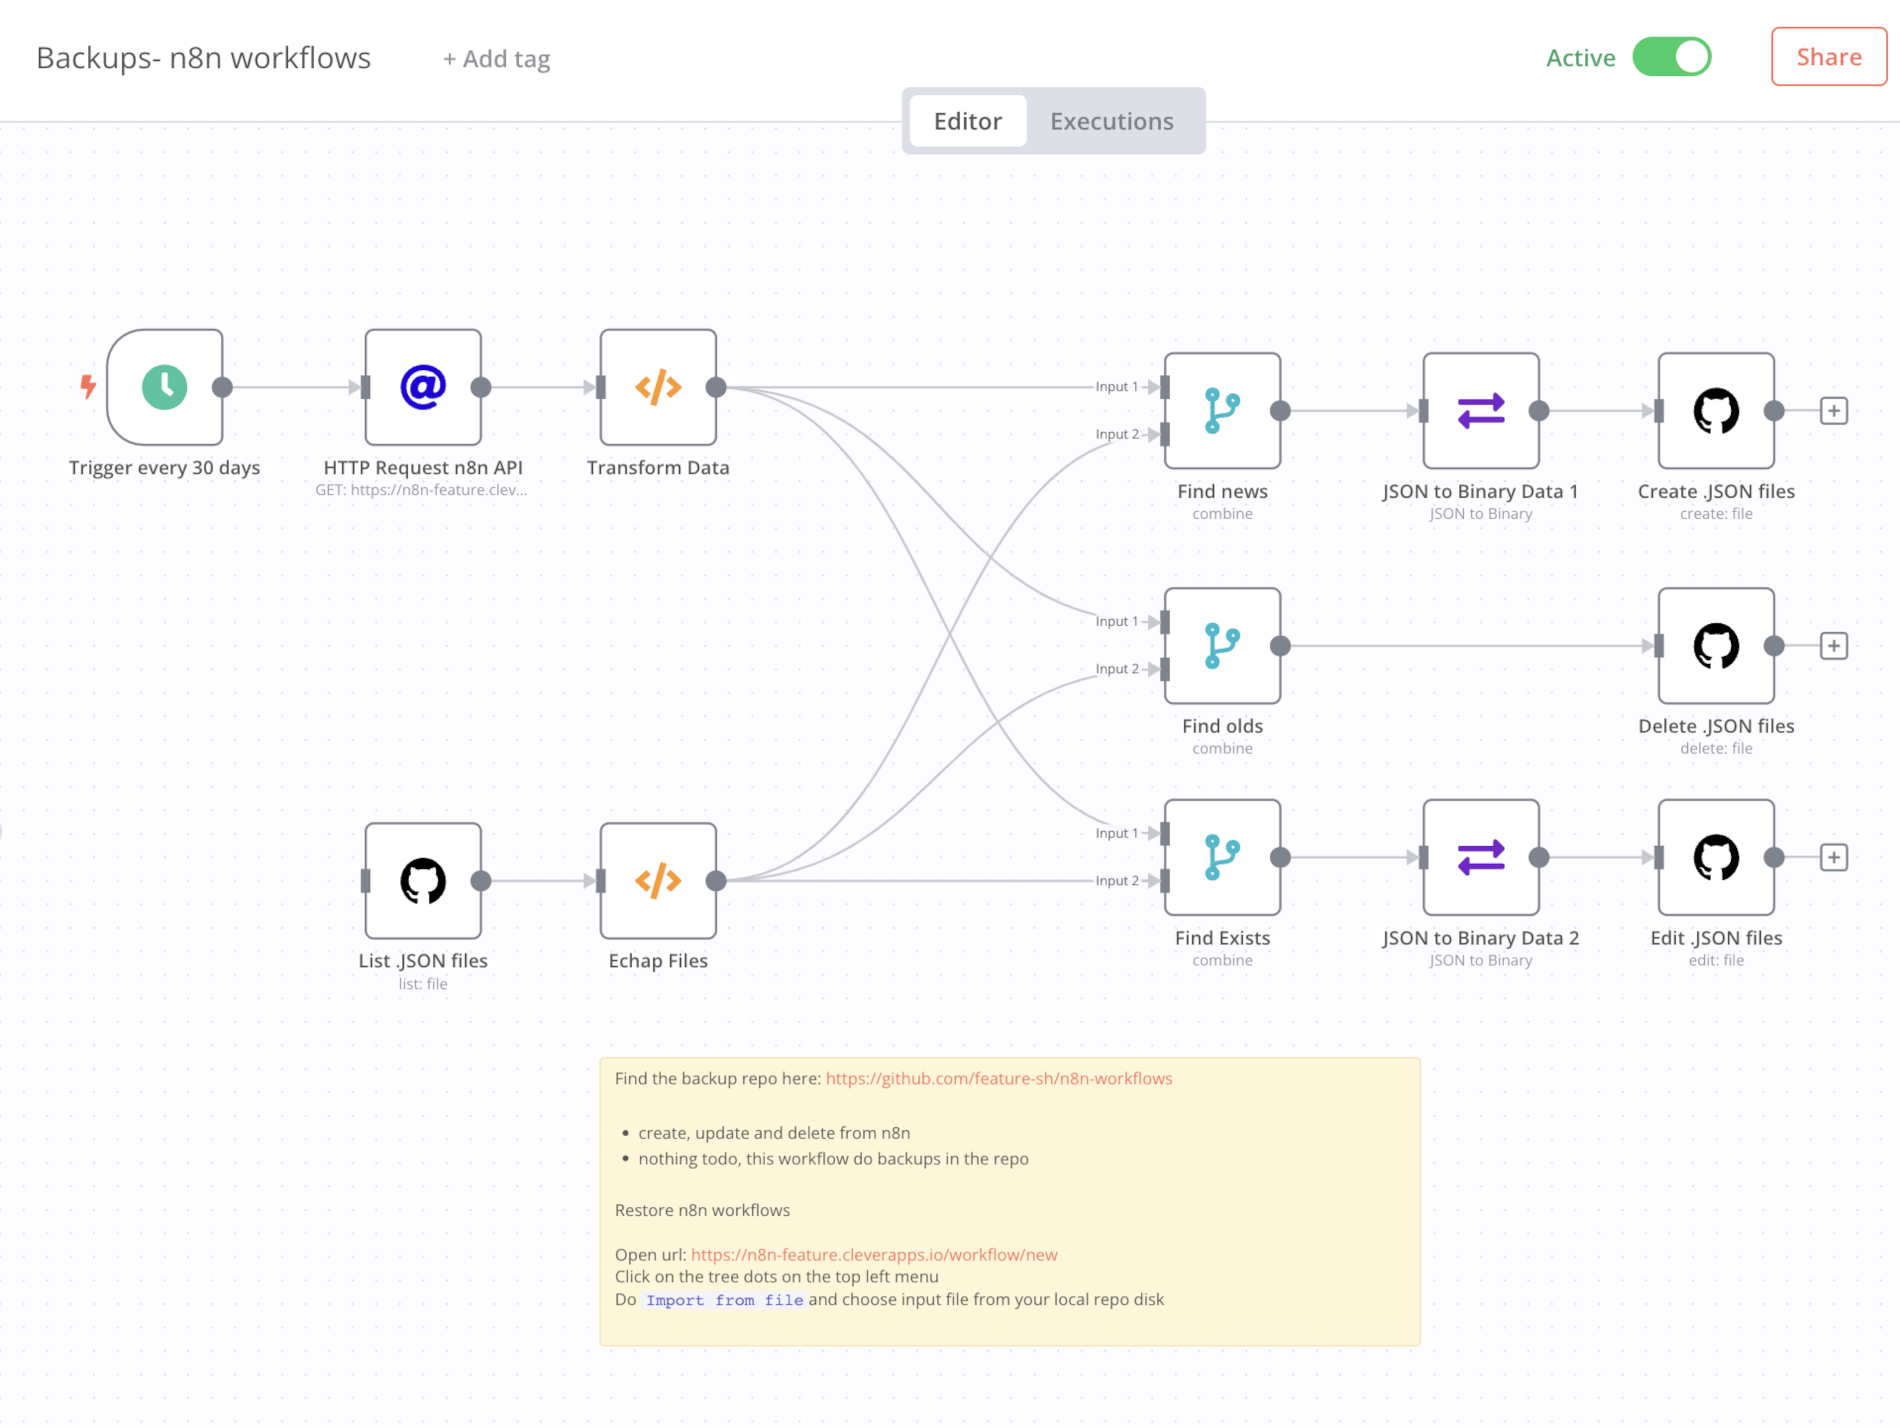 Backups- n8n workflows
+ Add tag
Active
Share
Editor
Executions
Trigger every 30 days
HTTP Request n8n API
GET: https://n8n-feature.clev...
Transform Data
Input 1
Input 2
Find news
combine
JSON to Binary Data 1
JSON to Binary
Create .JSON files
create: file
Input 1
Input 2
Find olds
combine
Delete .JSON files
delete: file
List .JSON files
list: file
Echap Files
Input 1
Input 2
Find Exists
combine
JSON to Binary Data 2
JSON to Binary
Edit .JSON files
edit: file
Find the backup repo here: https://github.com/feature-sh/n8n-workflows
• create, update and delete from n8n
• nothing todo, this workflow do backups in the repo
Restore n8n workflows
Open url: https://n8n-feature.cleverapps.io/workflow/new
Click on the tree dots on the top left menu
Do Import from file and choose input file from your local repo disk